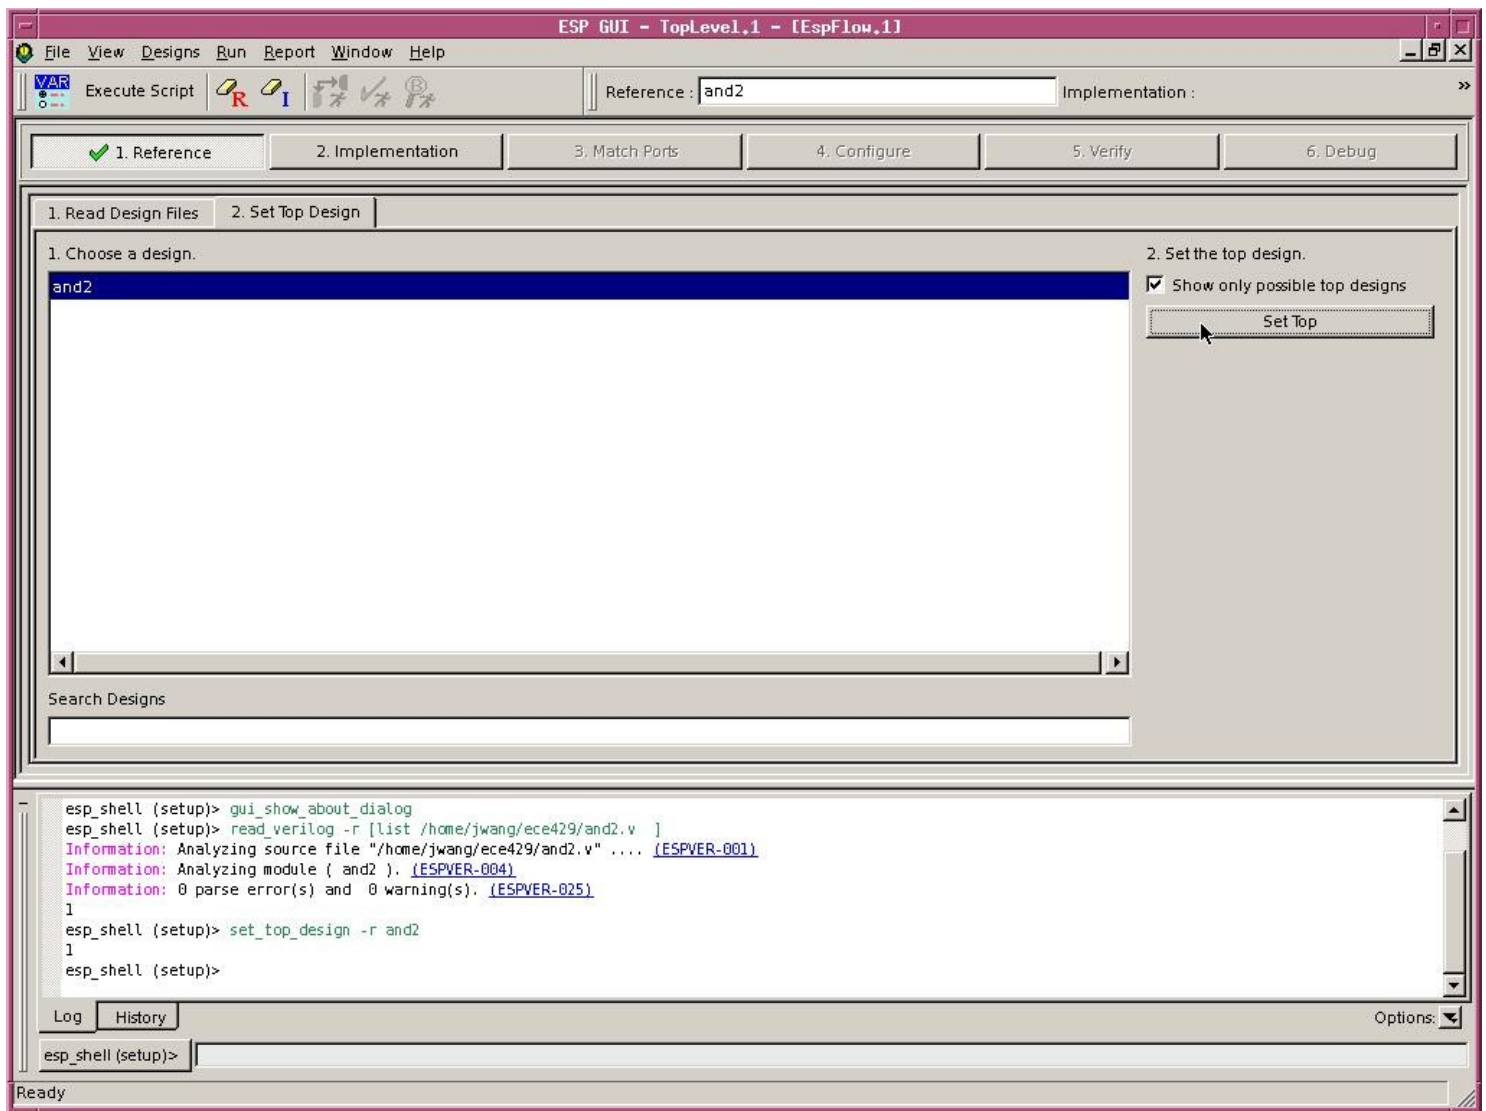 ESP GUI - TopLevel.1 - [EspFlow.1]
File View Designs Run Report Window Help
VAR Execute Script R I R Reference : and2 Implementation : »
1. Reference 2. Implementation 3. Match Ports 4. Configure 5. Verify 6. Debug
1. Read Design Files 2. Set Top Design
1. Choose a design. 2. Set the top design.
and2 Show only possible top designs
Set Top
Search Designs
esp_shell (setup)> gui_show_about_dialog
esp_shell (setup)> read_verilog -r [list /home/jwang/ece429/and2.v ]
Information: Analyzing source file "/home/jwang/ece429/and2.v" .... (ESPVER-001)
Information: Analyzing module ( and2 ). (ESPVER-004)
Information: 0 parse error(s) and 0 warning(s). (ESPVER-025)
1
esp_shell (setup)> set_top_design -r and2
1
esp_shell (setup)>
Log History Options:
esp_shell (setup)>
Ready